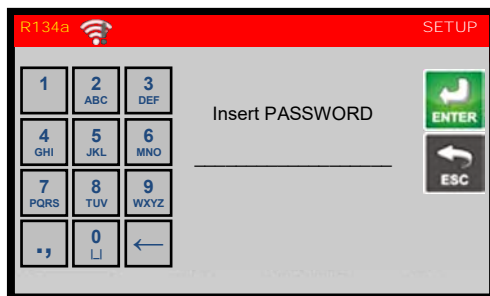 R134a SETUP
1 2 3
ABC DEF
Insert PASSWORD
ENTER
4 5 6
GHI JKL MNO
ESC
7 8 9
PQRS TUV WXYZ
., 0 ←